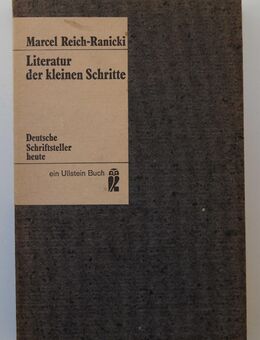 Marcel Reich-Ranicki
Literatur
der kleinen Schritte
Deutsche
Schriftsteller
heute
ein Ullstein Buch